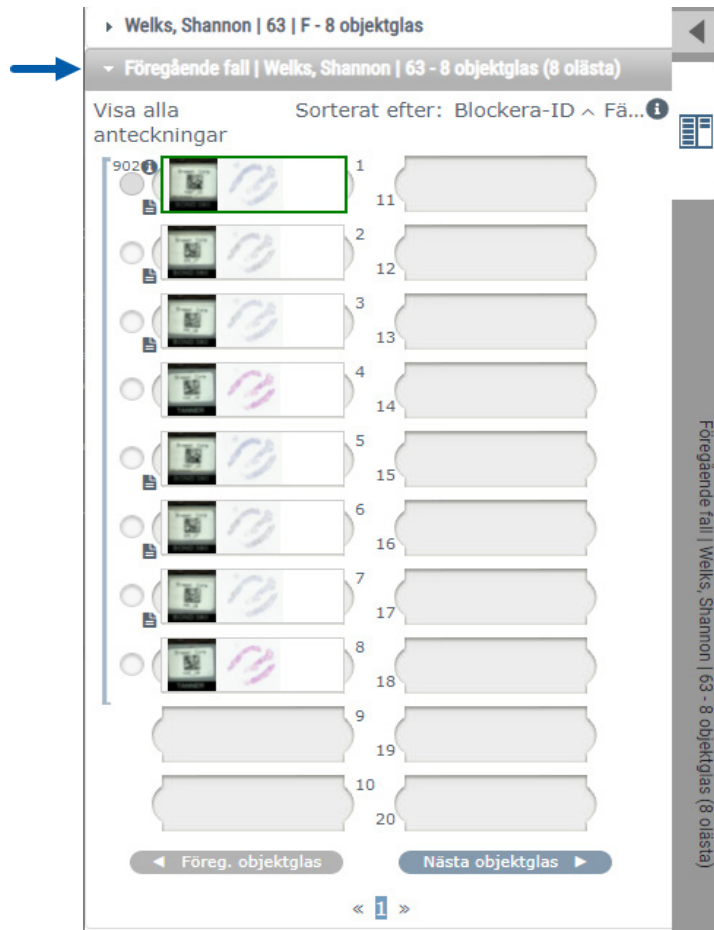 Welks, Shannon | 63 | F - 8 objektglas
Föregående fall | Welks, Shannon | 63 - 8 objektglas (8 olästa)
Visa alla anteckningar
Sorterat efter: Blockera-ID Fä...
902
1
11
2
12
3
13
4
14
5
15
6
16
7
17
8
18
9
19
10
20
Föreg. objektglas
Nästa objektglas
« 1 »
Föregående fall | Welks, Shannon | 63 - 8 objektglas (8 olästa)